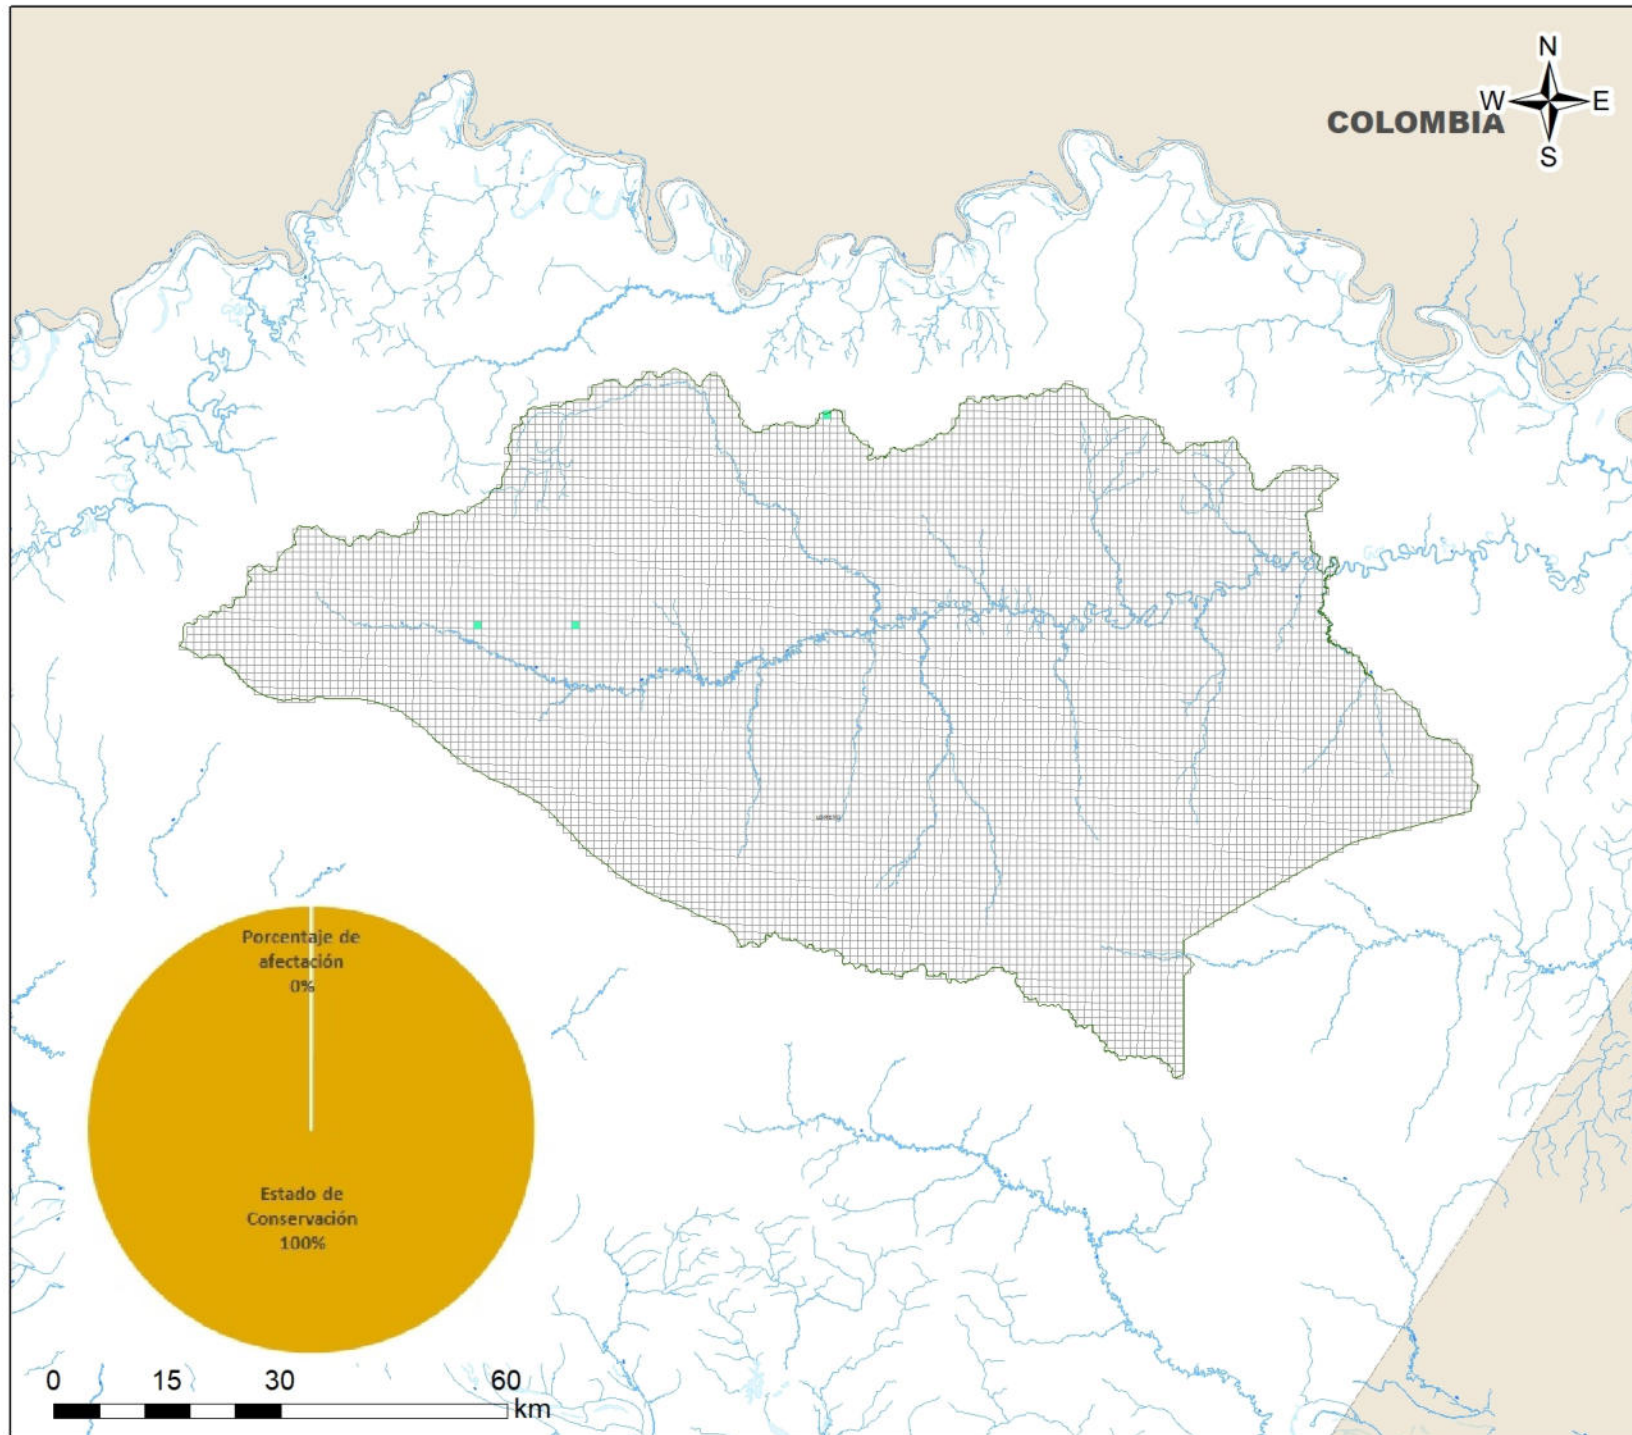 N
W E
COLOMBIA
S
Porcentaje de
afectación
0%
Estado de
Conservación
100%
0 15 30 60
km